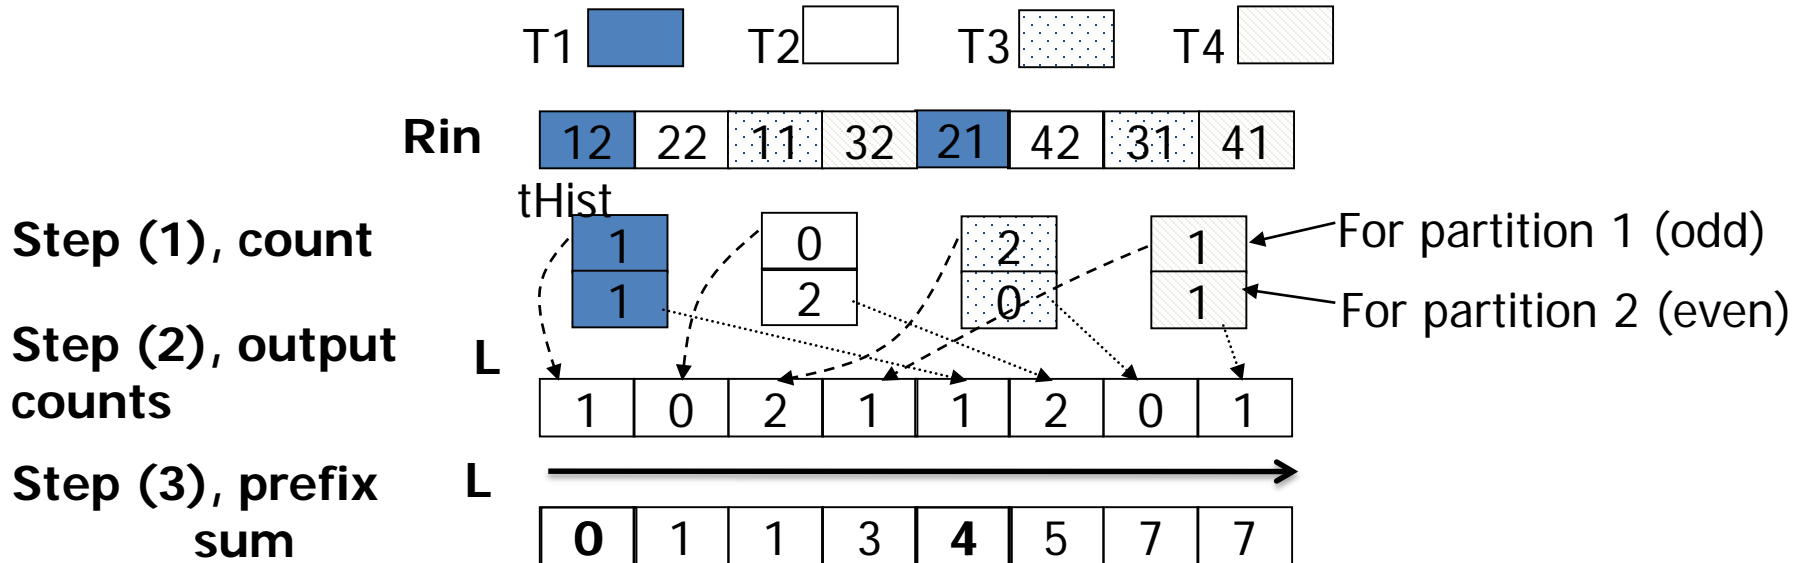 T1 T2 T3 T4
Rin 12 22 11 32 21 42 31 41
tHist
Step (1), count 1 0 2 1 For partition 1 (odd)
1 2 0 1 For partition 2 (even)
Step (2), output
counts
L
1 0 2 1 1 2 0 1
Step (3), prefix
sum
L
0 1 1 3 4 5 7 7